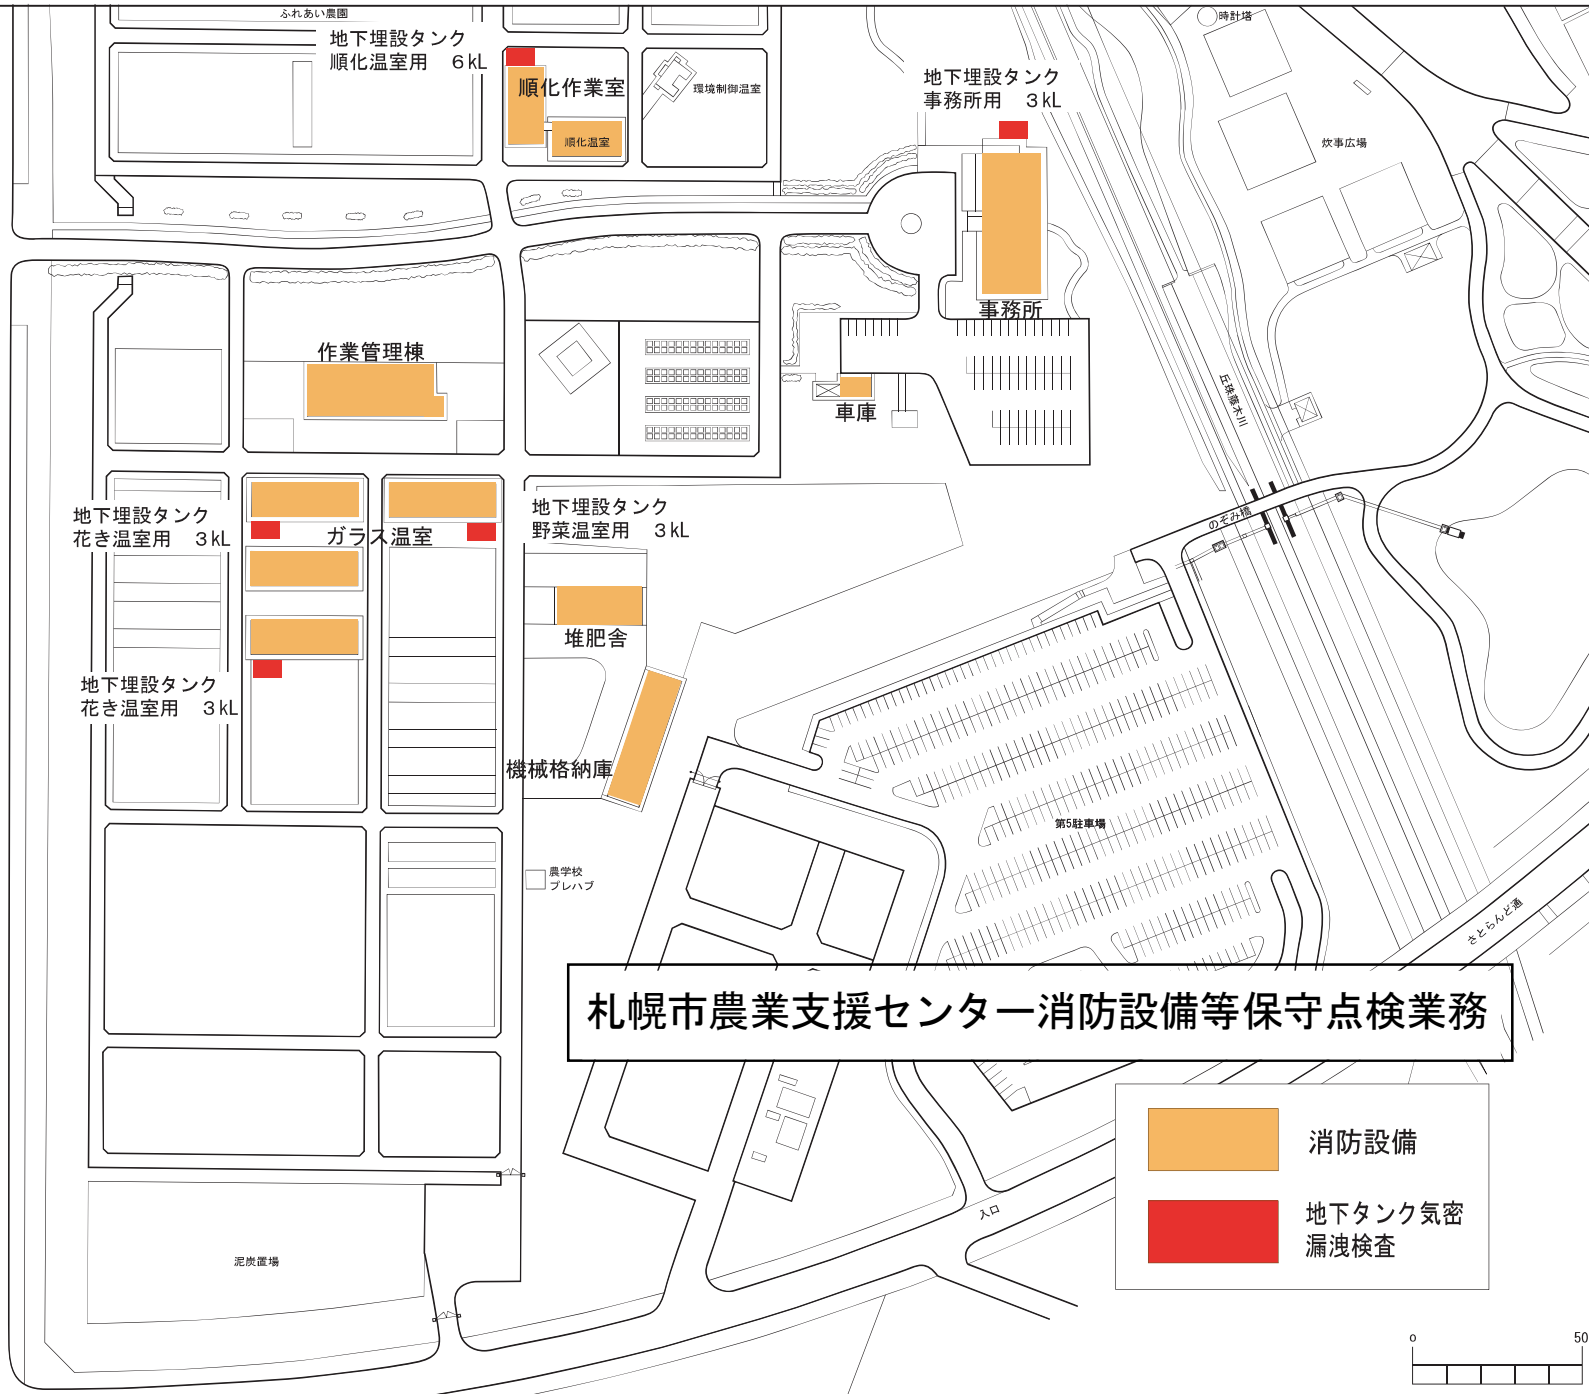 ふれあい農園
時計塔
地下埋設タンク
順化温室用　6kL
順化作業室
環境制御温室
順化温室
地下埋設タンク
事務所用　3kL
炊事広場
事務所
作業管理棟
車庫
丘珠藤木川
地下埋設タンク
花き温室用　3kL
ガラス温室
地下埋設タンク
野菜温室用　3kL
のぞみ橋
堆肥舎
地下埋設タンク
花き温室用　3kL
機械格納庫
第5駐車場
農学校
プレハブ
さとらんど通
札幌市農業支援センター消防設備等保守点検業務
消防設備
地下タンク気密
漏洩検査
入口
泥炭置場
0
50